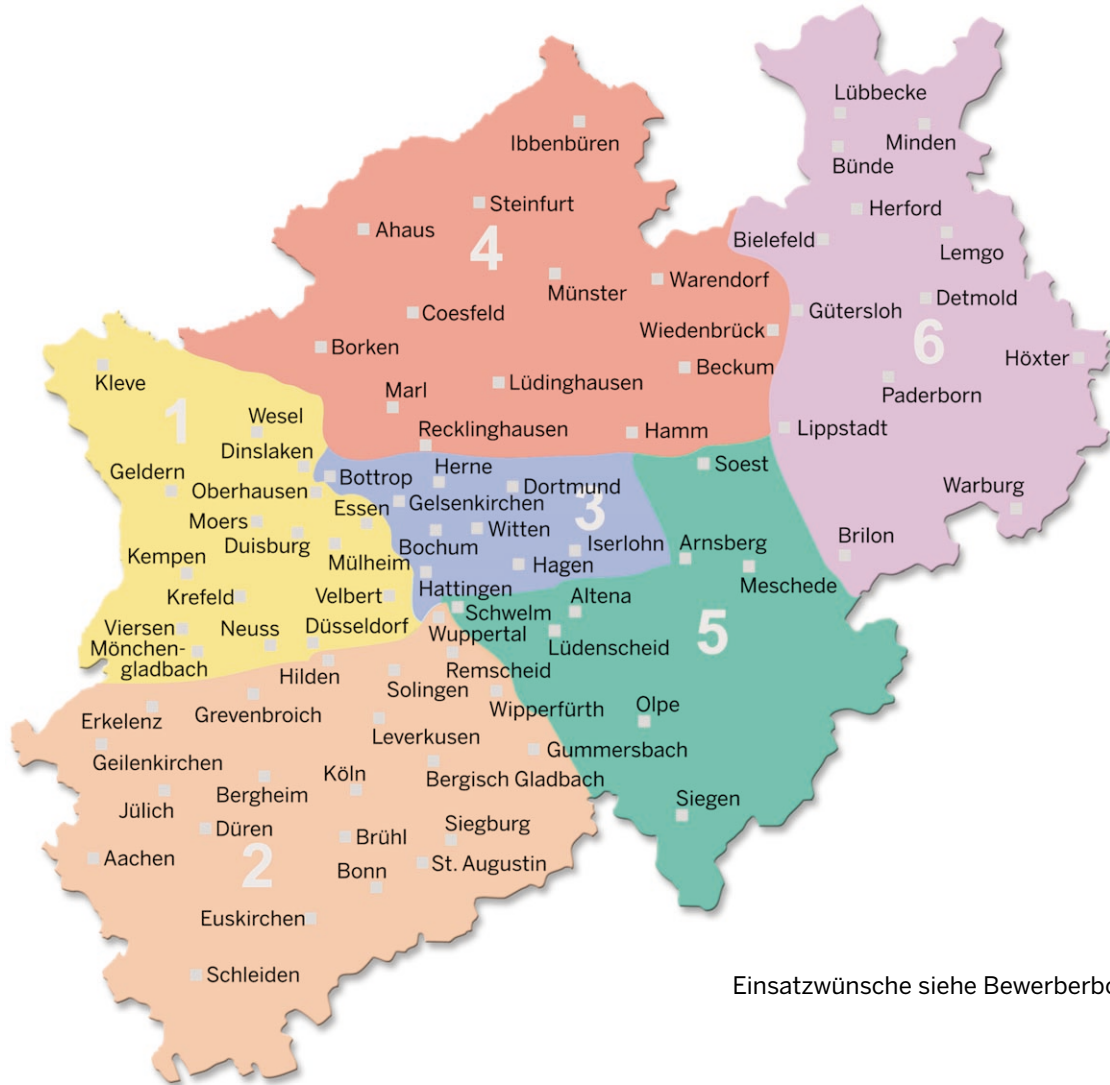 Lübbecke
Minden
Ibbenbüren
Bünde
Steinfurt
Herford
Ahaus
Bielefeld
4
Lemgo
Münster
Warendorf
Coesfeld
Detmold
Gütersloh
Wiedenbrück
6
Borken
Höxter
Kleve
Beckum
Lüdinghausen
Marl
Paderborn
1
Wesel
Recklinghausen
Hamm
Lippstadt
Dinslaken
Soest
Geldern
Bottrop
Herne
Oberhausen
Dortmund
Warburg
Essen
Gelsenkirchen
3
Moers
Witten
Duisburg
Bochum
Iserlohn
Arnsberg
Brilon
Kempen
Mülheim
Hagen
Meschede
Hattingen
Krefeld
Velbert
Altena
Schwelm
Viersen
Neuss
Düsseldorf
Wuppertal
5
Mönchen-
gladbach
Lüdenscheid
Remscheid
Hilden
Solingen
Erkelenz
Grevenbroich
Wipperfürth
Olpe
Leverkusen
Geilenkirchen
Gummersbach
Köln
Bergisch Gladbach
Bergheim
Jülich
Siegen
Siegburg
Düren
Brühl
2
Aachen
St. Augustin
Bonn
Euskirchen
Schleiden
Einsatzwünsche siehe